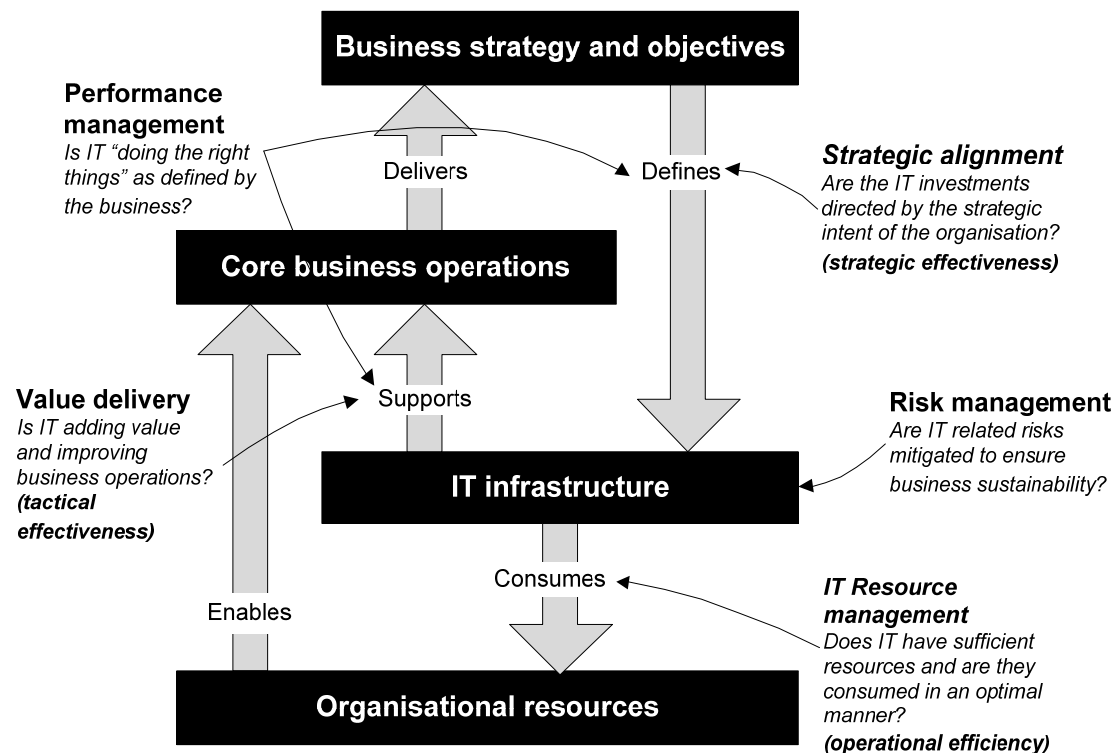 Business strategy and objectives
Performance
management
Is IT “doing the right
things” as defined by
the business?
Delivers
Defines
Strategic alignment
Are the IT investments
directed by the strategic
intent of the organisation?
(strategic effectiveness)
Core business operations
Value delivery
Is IT adding value
and improving
business operations?
(tactical
effectiveness)
Supports
Risk management
Are IT related risks
mitigated to ensure
business sustainability?
IT infrastructure
Consumes
Enables
IT Resource
management
Does IT have sufficient
resources and are they
consumed in an optimal
manner?
(operational efficiency)
Organisational resources